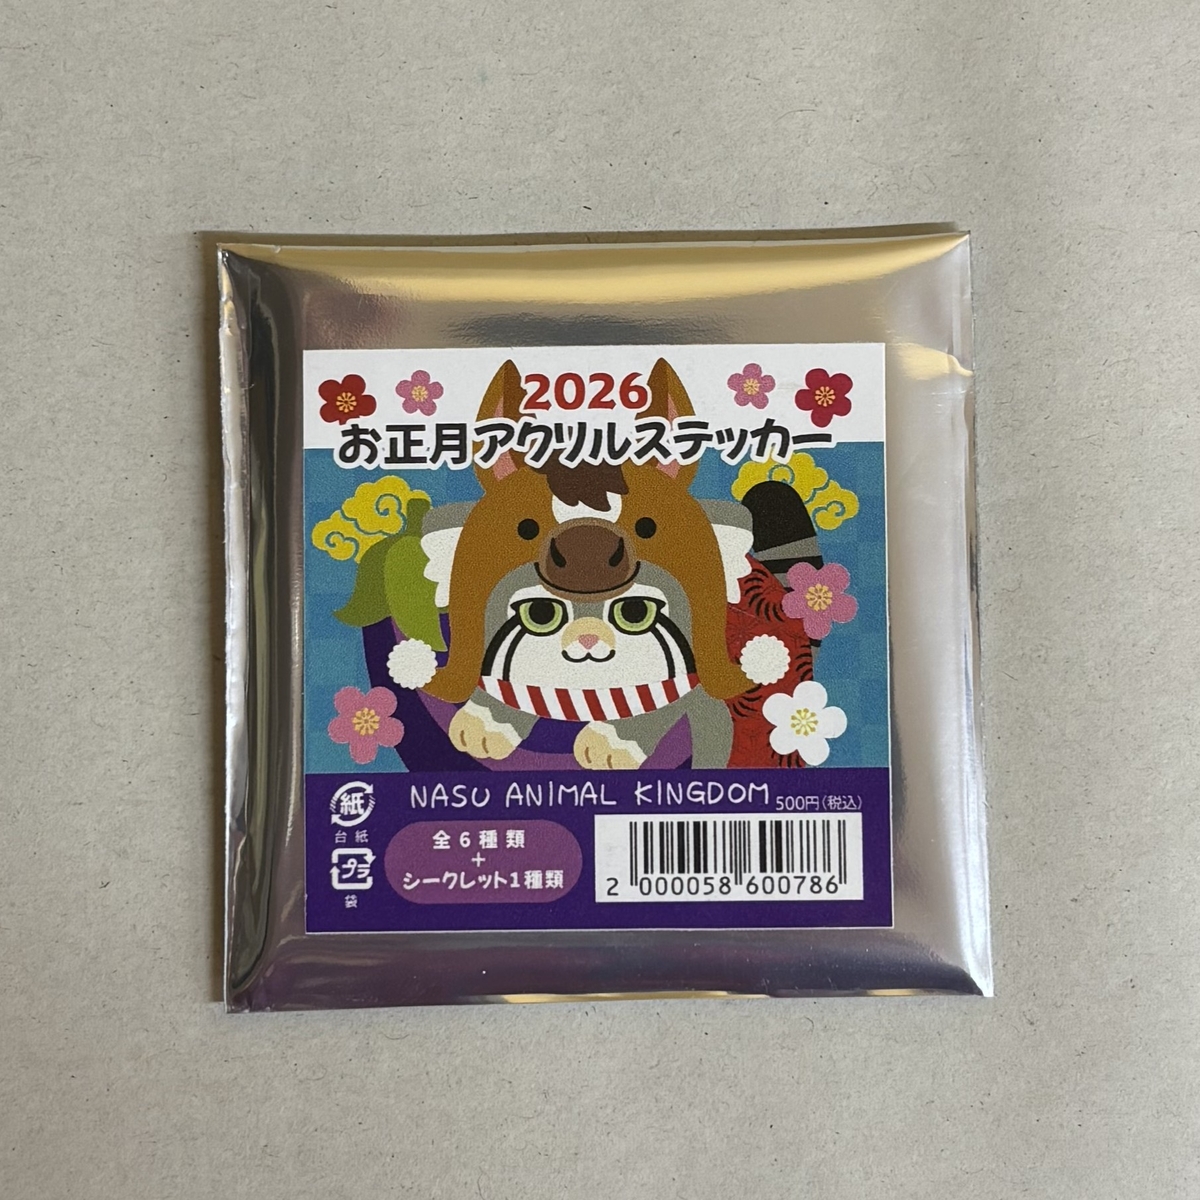 2026
お正月アクリルステッカー
NASU ANIMAL KINGDOM 500円(税込)
紙
台紙
プラ
袋
全6種類
+
シークレット1種類
2 000058 600786